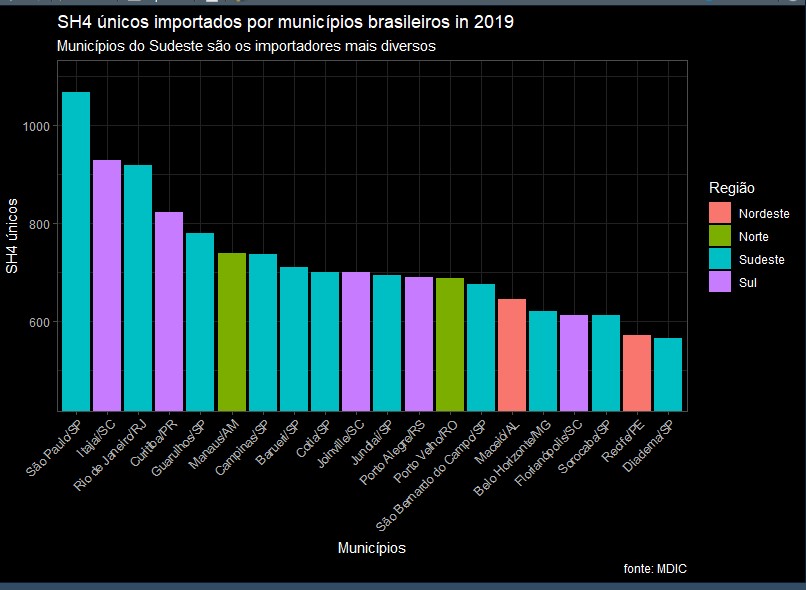 SH4 únicos importados por municípios brasileiros in 2019
Municípios do Sudeste são os importadores mais diversos
1000
800
600
SH4 únicos
São Paulo/SP
Itajaí/SC
Rio de Janeiro/RJ
Curitiba/PR
Guarulhos/SP
Manaus/AM
Campinas/SP
Barueri/SP
Cotia/SP
Joinville/SC
Jundiaí/SP
Porto Alegre/RS
Porto Velho/RO
São Bernardo do Campo/SP
Maceió/AL
Belo Horizonte/MG
Florianópolis/SC
Sorocaba/SP
Recife/PE
Diadema/SP
Municípios
Região
Nordeste
Norte
Sudeste
Sul
fonte: MDIC